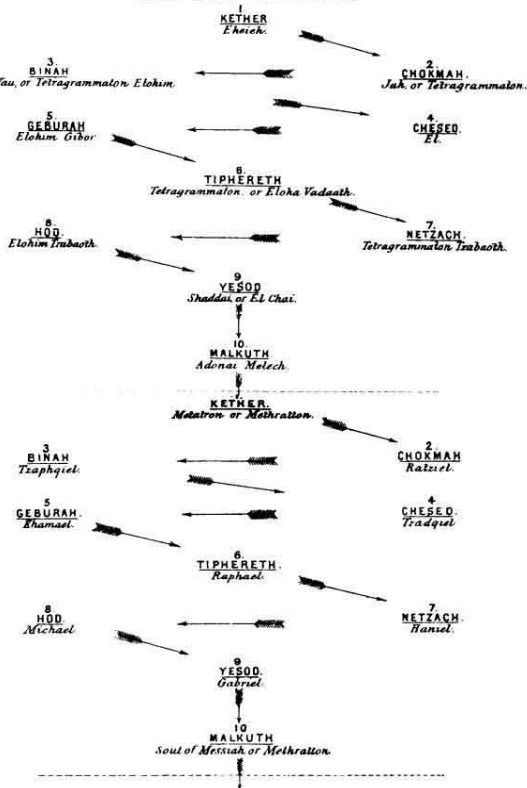 1
KETHER
Eheieh.
3.
BINAH
Yau, or Tetragrammaton Elohim.
2.
CHOKMAH.
Jah, or Tetragrammaton.
5.
GEBURAH
Elohim Gibor
4.
CHESED.
El.
6.
TIPHERETH
Tetragrammaton, or Eloha Vadaath.
8.
HOD.
Elohim Tzabaoth.
7.
NETZACH.
Tetragrammaton Tzabaoth.
9
YESOD
Shaddai, or El Chai.
10.
MALKUTH
Adonai Melech.
KETHER.
Metatron or Methratton.
3
BINAH
Tzaphqiel.
2.
CHOKMAH
Ratziel.
5
GEBURAH.
Khamael.
4
CHESED.
Tzadqiel
6.
TIPHERETH.
Raphael.
8
HOD
Michael
7.
NETZACH.
Haniel.
9
YESOD.
Gabriel.
10
MALKUTH
Soul of Messiah or Methratton.